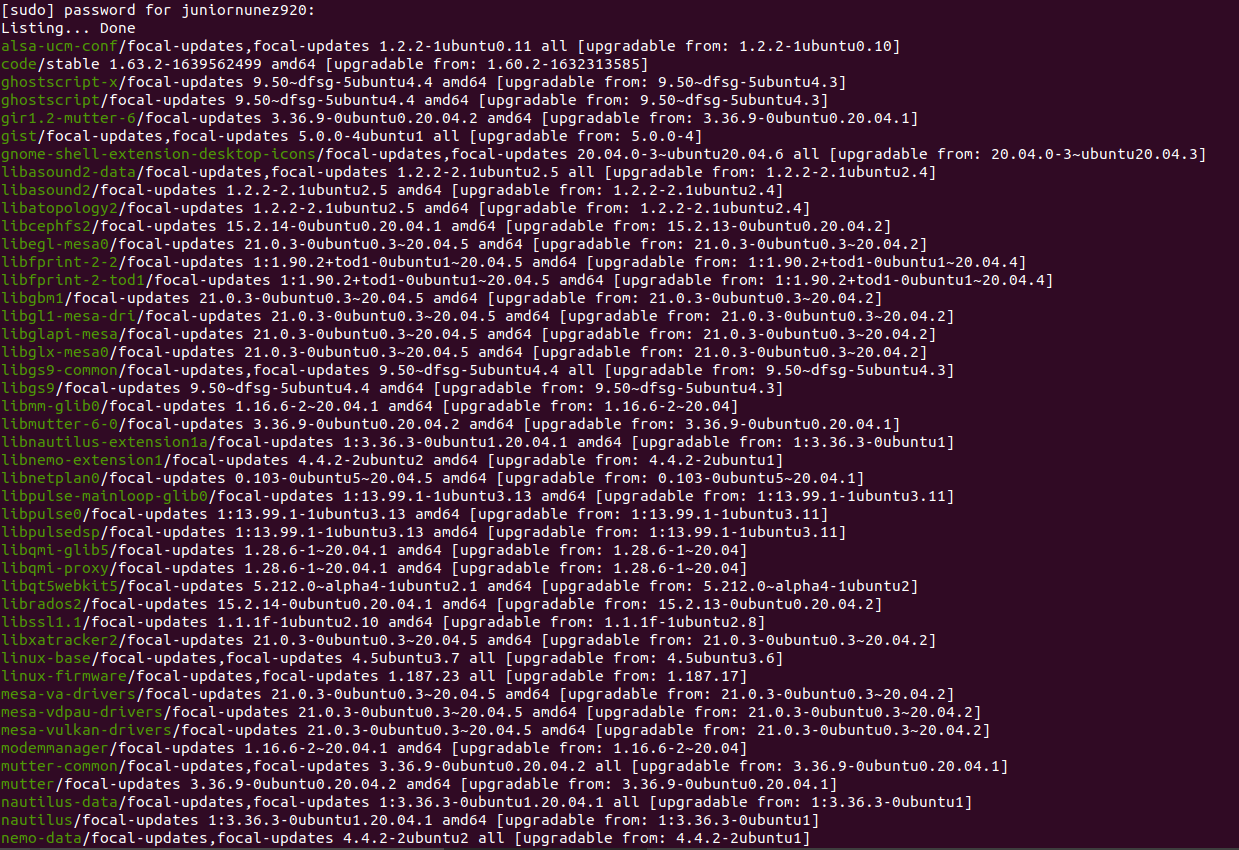 [sudo] password for juniornunez920:
Listing... Done
alsa-ucm-conf/focal-updates,focal-updates 1.2.2-1ubuntu0.11 all [upgradable from: 1.2.2-1ubuntu0.10]
code/stable 1.63.2-1639562499 amd64 [upgradable from: 1.60.2-1632313585]
ghostscript-x/focal-updates 9.50~dfsg-5ubuntu4.4 amd64 [upgradable from: 9.50~dfsg-5ubuntu4.3]
ghostscript/focal-updates 9.50~dfsg-5ubuntu4.4 amd64 [upgradable from: 9.50~dfsg-5ubuntu4.3]
gir1.2-mutter-6/focal-updates 3.36.9-0ubuntu0.20.04.2 amd64 [upgradable from: 3.36.9-0ubuntu0.20.04.1]
gist/focal-updates,focal-updates 5.0.0-4ubuntu1 all [upgradable from: 5.0.0-4]
gnome-shell-extension-desktop-icons/focal-updates,focal-updates 20.04.0-3~ubuntu20.04.6 all [upgradable from: 20.04.0-3~ubuntu20.04.3]
libasound2-data/focal-updates,focal-updates 1.2.2-2.1ubuntu2.5 all [upgradable from: 1.2.2-2.1ubuntu2.4]
libasound2/focal-updates 1.2.2-2.1ubuntu2.5 amd64 [upgradable from: 1.2.2-2.1ubuntu2.4]
libatopology2/focal-updates 1.2.2-2.1ubuntu2.5 amd64 [upgradable from: 1.2.2-2.1ubuntu2.4]
libcephfs2/focal-updates 15.2.14-0ubuntu0.20.04.1 amd64 [upgradable from: 15.2.13-0ubuntu0.20.04.2]
libegl-mesa0/focal-updates 21.0.3-0ubuntu0.3~20.04.5 amd64 [upgradable from: 21.0.3-0ubuntu0.3~20.04.2]
libfprint-2-2/focal-updates 1:1.90.2+tod1-0ubuntu1~20.04.5 amd64 [upgradable from: 1:1.90.2+tod1-0ubuntu1~20.04.4]
libfprint-2-tod1/focal-updates 1:1.90.2+tod1-0ubuntu1~20.04.5 amd64 [upgradable from: 1:1.90.2+tod1-0ubuntu1~20.04.4]
libgbm1/focal-updates 21.0.3-0ubuntu0.3~20.04.5 amd64 [upgradable from: 21.0.3-0ubuntu0.3~20.04.2]
libgl1-mesa-dri/focal-updates 21.0.3-0ubuntu0.3~20.04.5 amd64 [upgradable from: 21.0.3-0ubuntu0.3~20.04.2]
libglapi-mesa/focal-updates 21.0.3-0ubuntu0.3~20.04.5 amd64 [upgradable from: 21.0.3-0ubuntu0.3~20.04.2]
libglx-mesa0/focal-updates 21.0.3-0ubuntu0.3~20.04.5 amd64 [upgradable from: 21.0.3-0ubuntu0.3~20.04.2]
libgs9-common/focal-updates,focal-updates 9.50~dfsg-5ubuntu4.4 all [upgradable from: 9.50~dfsg-5ubuntu4.3]
libgs9/focal-updates 9.50~dfsg-5ubuntu4.4 amd64 [upgradable from: 9.50~dfsg-5ubuntu4.3]
libmm-glib0/focal-updates 1.16.6-2~20.04.1 amd64 [upgradable from: 1.16.6-2~20.04]
libmutter-6-0/focal-updates 3.36.9-0ubuntu0.20.04.2 amd64 [upgradable from: 3.36.9-0ubuntu0.20.04.1]
libnautilus-extension1a/focal-updates 1:3.36.3-0ubuntu1.20.04.1 amd64 [upgradable from: 1:3.36.3-0ubuntu1]
libnemo-extension1/focal-updates 4.4.2-2ubuntu2 amd64 [upgradable from: 4.4.2-2ubuntu1]
libnetplan0/focal-updates 0.103-0ubuntu5~20.04.5 amd64 [upgradable from: 0.103-0ubuntu5~20.04.1]
libpulse-mainloop-glib0/focal-updates 1:13.99.1-1ubuntu3.13 amd64 [upgradable from: 1:13.99.1-1ubuntu3.11]
libpulse0/focal-updates 1:13.99.1-1ubuntu3.13 amd64 [upgradable from: 1:13.99.1-1ubuntu3.11]
libpulsedsp/focal-updates 1:13.99.1-1ubuntu3.13 amd64 [upgradable from: 1:13.99.1-1ubuntu3.11]
libqmi-glib5/focal-updates 1.28.6-1~20.04.1 amd64 [upgradable from: 1.28.6-1~20.04]
libqmi-proxy/focal-updates 1.28.6-1~20.04.1 amd64 [upgradable from: 1.28.6-1~20.04]
libqt5webkit5/focal-updates 5.212.0~alpha4-1ubuntu2.1 amd64 [upgradable from: 5.212.0~alpha4-1ubuntu2]
librados2/focal-updates 15.2.14-0ubuntu0.20.04.1 amd64 [upgradable from: 15.2.13-0ubuntu0.20.04.2]
libssl1.1/focal-updates 1.1.1f-1ubuntu2.10 amd64 [upgradable from: 1.1.1f-1ubuntu2.8]
libxatracker2/focal-updates 21.0.3-0ubuntu0.3~20.04.5 amd64 [upgradable from: 21.0.3-0ubuntu0.3~20.04.2]
linux-base/focal-updates,focal-updates 4.5ubuntu3.7 all [upgradable from: 4.5ubuntu3.6]
linux-firmware/focal-updates,focal-updates 1.187.23 all [upgradable from: 1.187.17]
mesa-va-drivers/focal-updates 21.0.3-0ubuntu0.3~20.04.5 amd64 [upgradable from: 21.0.3-0ubuntu0.3~20.04.2]
mesa-vdpau-drivers/focal-updates 21.0.3-0ubuntu0.3~20.04.5 amd64 [upgradable from: 21.0.3-0ubuntu0.3~20.04.2]
mesa-vulkan-drivers/focal-updates 21.0.3-0ubuntu0.3~20.04.5 amd64 [upgradable from: 21.0.3-0ubuntu0.3~20.04.2]
modemmanager/focal-updates 1.16.6-2~20.04.1 amd64 [upgradable from: 1.16.6-2~20.04]
mutter-common/focal-updates,focal-updates 3.36.9-0ubuntu0.20.04.2 all [upgradable from: 3.36.9-0ubuntu0.20.04.1]
mutter/focal-updates 3.36.9-0ubuntu0.20.04.2 amd64 [upgradable from: 3.36.9-0ubuntu0.20.04.1]
nautilus-data/focal-updates,focal-updates 1:3.36.3-0ubuntu1.20.04.1 all [upgradable from: 1:3.36.3-0ubuntu1]
nautilus/focal-updates 1:3.36.3-0ubuntu1.20.04.1 amd64 [upgradable from: 1:3.36.3-0ubuntu1]
nemo-data/focal-updates,focal-updates 4.4.2-2ubuntu2 all [upgradable from: 4.4.2-2ubuntu1]